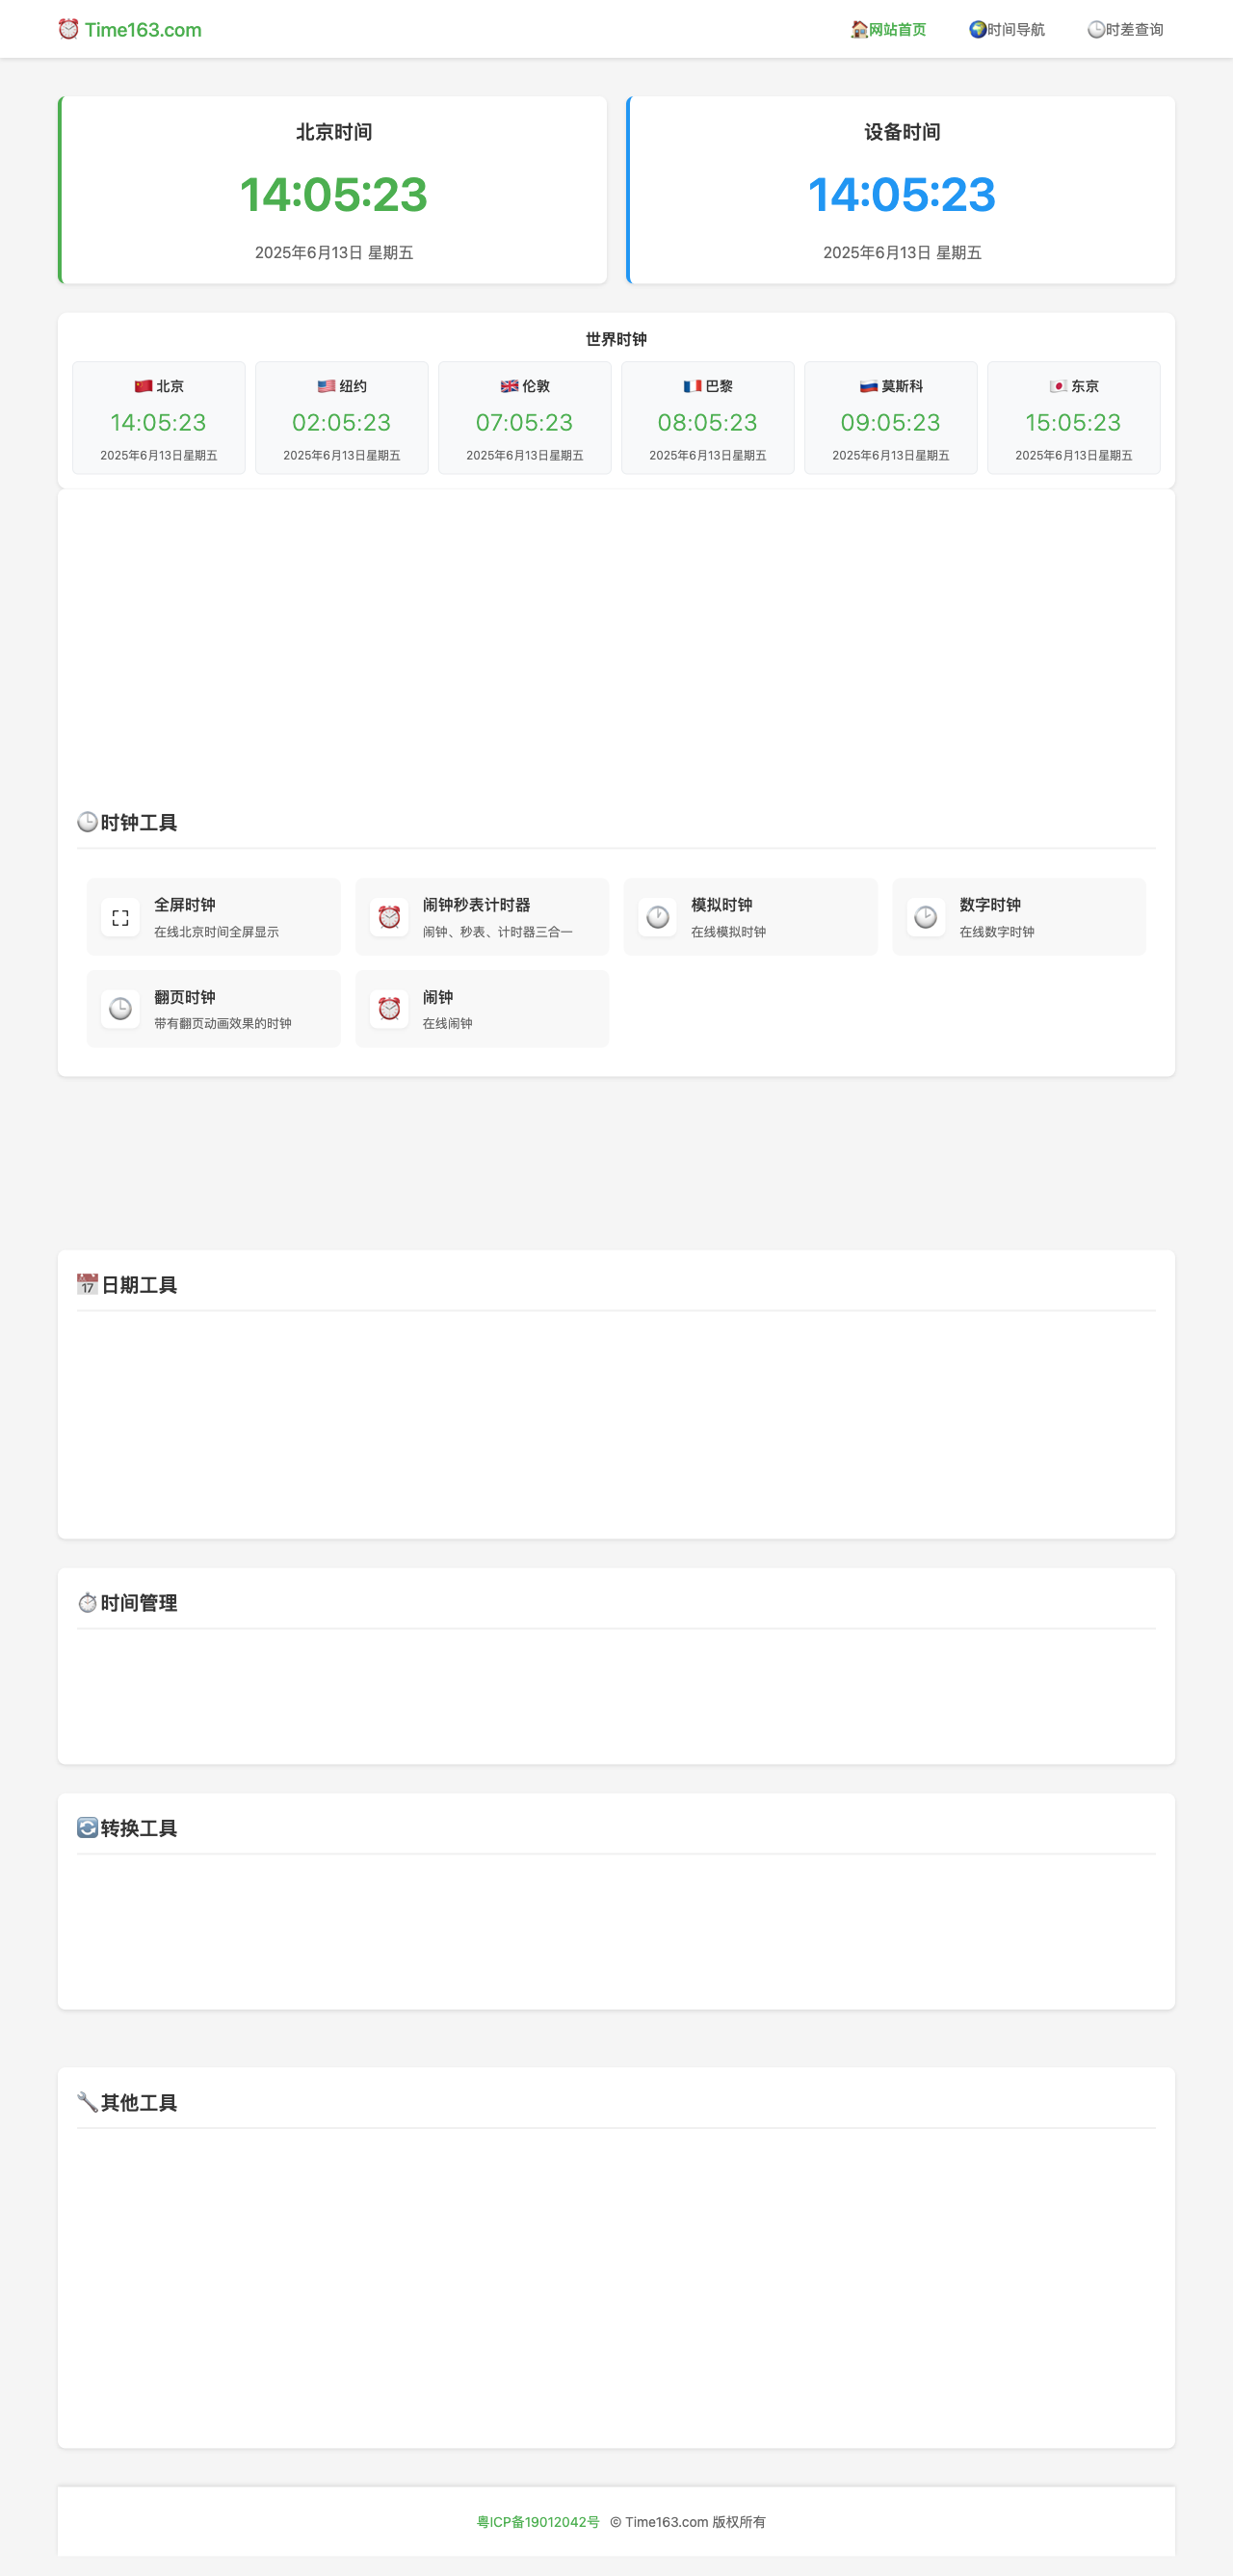 Time163.com
网站首页
时间导航
时差查询
北京时间
14:05:23
2025年6月13日 星期五
设备时间
14:05:23
2025年6月13日 星期五
世界时钟
北京
14:05:23
2025年6月13日星期五
纽约
02:05:23
2025年6月13日星期五
伦敦
07:05:23
2025年6月13日星期五
巴黎
08:05:23
2025年6月13日星期五
莫斯科
09:05:23
2025年6月13日星期五
东京
15:05:23
2025年6月13日星期五
时钟工具
全屏时钟
在线北京时间全屏显示
闹钟秒表计时器
闹钟、秒表、计时器三合一
模拟时钟
在线模拟时钟
数字时钟
在线数字时钟
翻页时钟
带有翻页动画效果的时钟
闹钟
在线闹钟
17
日期工具
时间管理
转换工具
其他工具
粤ICP备19012042号 © Time163.com 版权所有